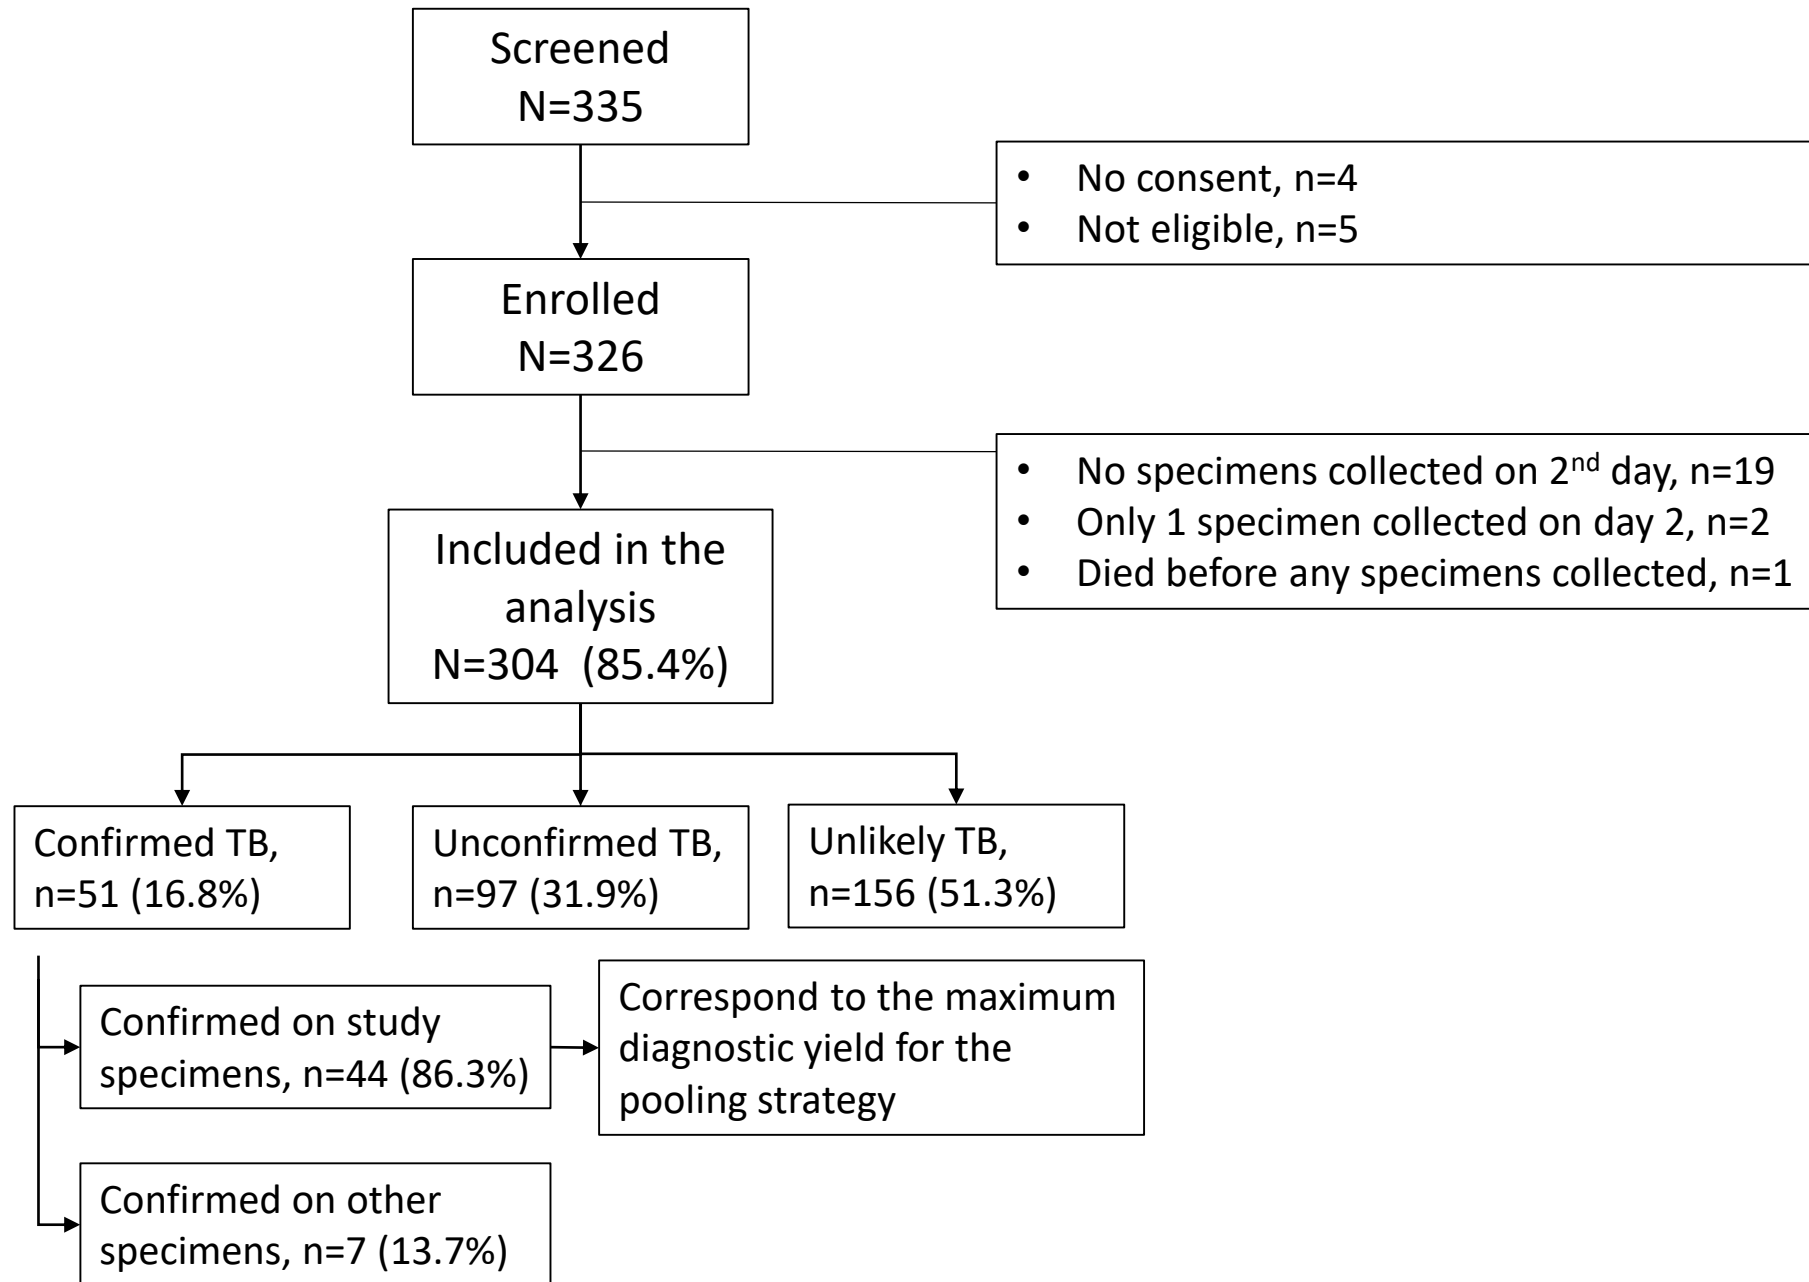 Screened
N=335
• No consent, n=4
• Not eligible, n=5
Enrolled
N=326
• No specimens collected on 2nd day, n=19
• Only 1 specimen collected on day 2, n=2
• Died before any specimens collected, n=1
Included in the
analysis
N=304 (85.4%)
Confirmed TB,
n=51 (16.8%)
Unconfirmed TB,
n=97 (31.9%)
Unlikely TB,
n=156 (51.3%)
Confirmed on study
specimens, n=44 (86.3%)
Correspond to the maximum
diagnostic yield for the
pooling strategy
Confirmed on other
specimens, n=7 (13.7%)